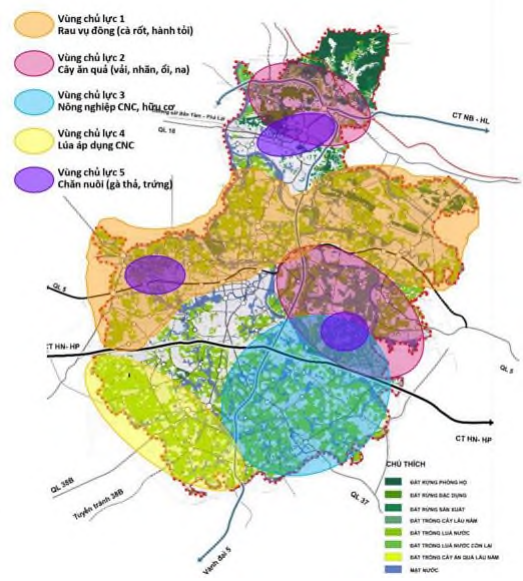 Vùng chủ lực 1
Rau vụ đông (cà rốt, hành tỏi)
Vùng chủ lực 2
Cây ăn quả (vải, nhãn, ổi, na)
Vùng chủ lực 3
Nông nghiệp CNC, hữu cơ
Vùng chủ lực 4
Lúa áp dụng CNC
Vùng chủ lực 5
Chăn nuôi (gà thả, trứng)
CT NB - HL
QL 18
QL 5
CT HN- HP
QL 5
CT HN- HP
QL 38B
Tuyến tránh 38B
QL 37
Vành đai 5
CHÚ THÍCH
ĐẤT RỪNG PHÒNG HỘ
ĐẤT RỪNG ĐẶC DỤNG
ĐẤT RỪNG SẢN XUẤT
ĐẤT TRỒNG CÂY LÂU NĂM
ĐẤT TRỒNG LÚA NƯỚC
ĐẤT TRỒNG LÚA NƯỚC CÒN LẠI
ĐẤT TRỒNG CÂY ĂN QUẢ LÂU NĂM
MẶT NƯỚC